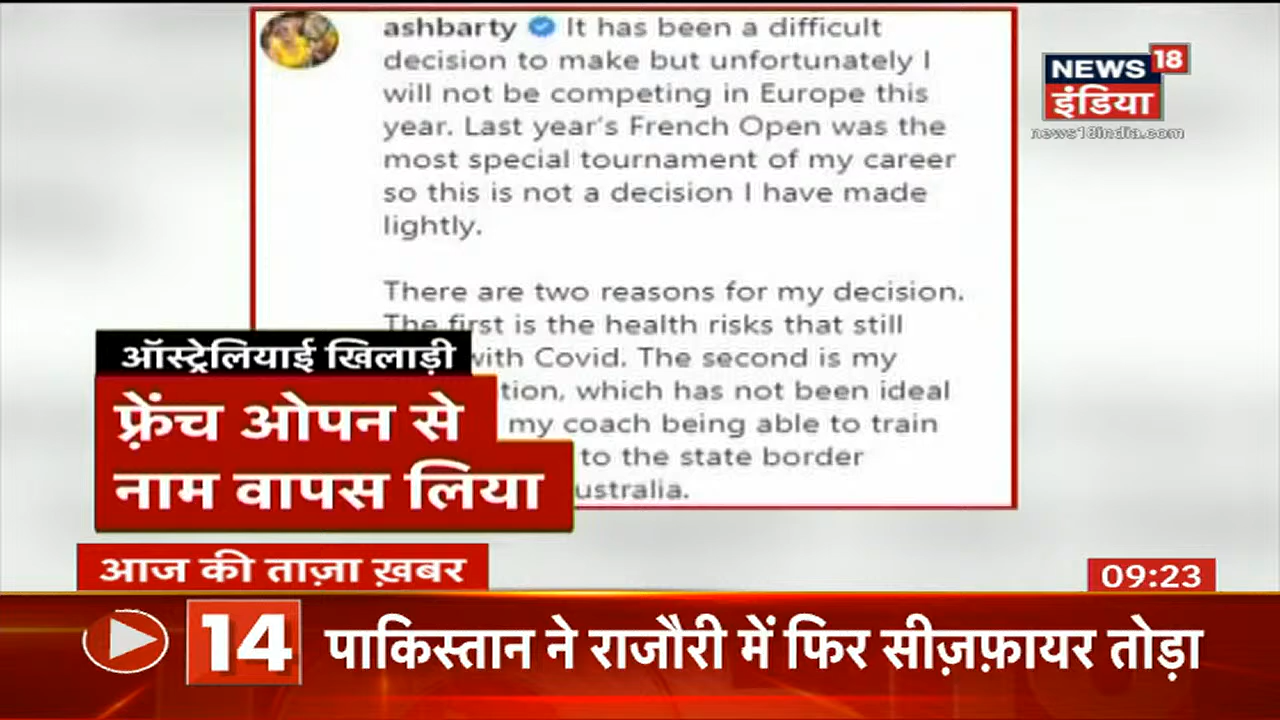 ashbarty It has been a difficult
decision to make but unfortunately I
will not be competing in Europe this
year. Last year's French Open was the
most special tournament of my career
so this is not a decision I have made
lightly.
There are two reasons for my decision.
The first is the health risks that still
with Covid. The second is my
tion, which has not been ideal
my coach being able to train
to the state border
ustralia.
NEWS 18
इंडिया
news18india.com
ऑस्ट्रेलियाई खिलाड़ी
फ़्रेंच ओपन से
नाम वापस लिया
आज की ताज़ा ख़बर
09:23
14 पाकिस्तान ने राजौरी में फिर सीज़फ़ायर तोड़ा